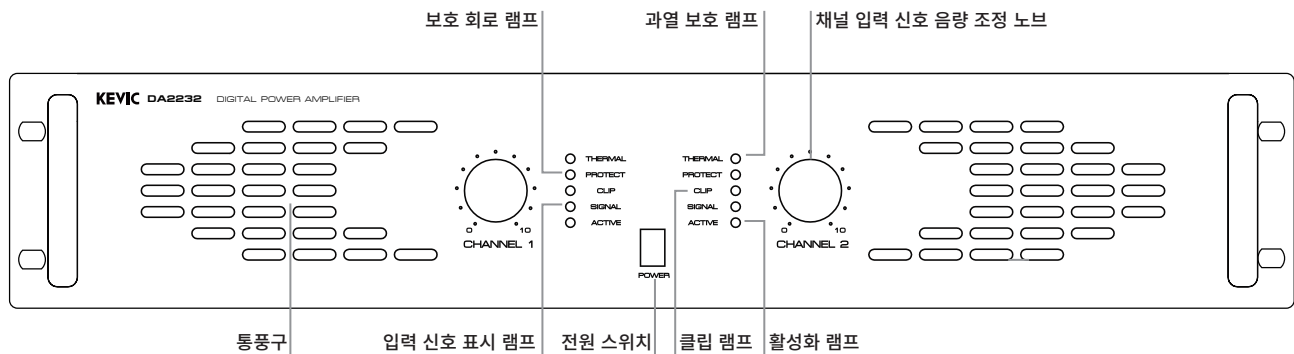 보호 회로 램프
과열 보호 램프
채널 입력 신호 음량 조정 노브
KEVIC DA2232 DIGITAL POWER AMPLIFIER
THERMAL
PROTECT
CLIP
SIGNAL
ACTIVE
0
10
CHANNEL 1
THERMAL
PROTECT
CLIP
SIGNAL
ACTIVE
0
10
CHANNEL 2
POWER
통풍구
입력 신호 표시 램프
전원 스위치
클립 램프
활성화 램프